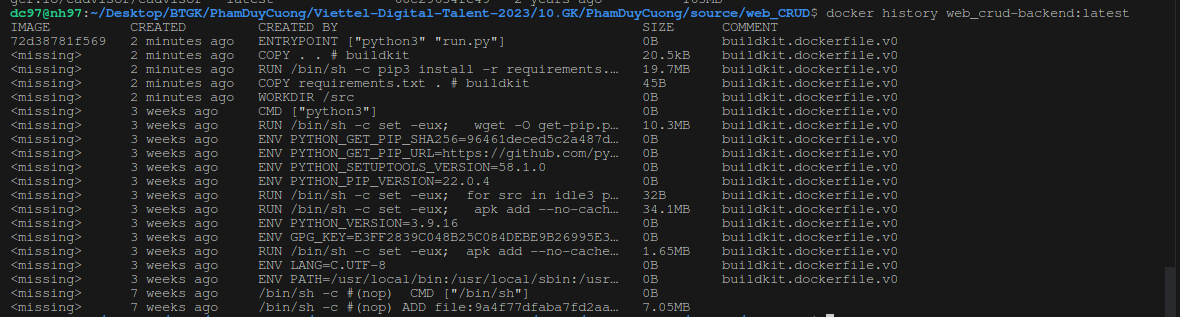 dc97@nh97:~/Desktop/BTGK/PhamDuyCuong/Viettel-Digital-Talent-2023/10.GK/PhamDuyCuong/source/web_CRUD$ docker history web_crud-backend:latest
IMAGE CREATED CREATED BY SIZE COMMENT
72d38781f569 2 minutes ago ENTRYPOINT ["python3" "run.py"] 0B buildkit.dockerfile.v0
<missing> 2 minutes ago COPY . . # buildkit 20.5kB buildkit.dockerfile.v0
<missing> 2 minutes ago RUN /bin/sh -c pip3 install -r requirements.… 19.7MB buildkit.dockerfile.v0
<missing> 2 minutes ago COPY requirements.txt . # buildkit 45B buildkit.dockerfile.v0
<missing> 2 minutes ago WORKDIR /src 0B buildkit.dockerfile.v0
<missing> 3 weeks ago CMD ["python3"] 0B buildkit.dockerfile.v0
<missing> 3 weeks ago RUN /bin/sh -c set -eux; wget -O get-pip.p… 10.3MB buildkit.dockerfile.v0
<missing> 3 weeks ago ENV PYTHON_GET_PIP_SHA256=96461deced5c2a487d… 0B buildkit.dockerfile.v0
<missing> 3 weeks ago ENV PYTHON_GET_PIP_URL=https://github.com/py… 0B buildkit.dockerfile.v0
<missing> 3 weeks ago ENV PYTHON_SETUPTOOLS_VERSION=58.1.0 0B buildkit.dockerfile.v0
<missing> 3 weeks ago ENV PYTHON_PIP_VERSION=22.0.4 0B buildkit.dockerfile.v0
<missing> 3 weeks ago RUN /bin/sh -c set -eux; for src in idle3 p… 32B buildkit.dockerfile.v0
<missing> 3 weeks ago RUN /bin/sh -c set -eux; apk add --no-cach… 34.1MB buildkit.dockerfile.v0
<missing> 3 weeks ago ENV PYTHON_VERSION=3.9.16 0B buildkit.dockerfile.v0
<missing> 3 weeks ago ENV GPG_KEY=E3FF2839C048B25C084DEBE9B26995E3… 0B buildkit.dockerfile.v0
<missing> 3 weeks ago RUN /bin/sh -c set -eux; apk add --no-cache… 1.65MB buildkit.dockerfile.v0
<missing> 3 weeks ago ENV LANG=C.UTF-8 0B buildkit.dockerfile.v0
<missing> 3 weeks ago ENV PATH=/usr/local/bin:/usr/local/sbin:/usr… 0B buildkit.dockerfile.v0
<missing> 7 weeks ago /bin/sh -c #(nop) CMD ["/bin/sh"] 0B
<missing> 7 weeks ago /bin/sh -c #(nop) ADD file:9a4f77dfaba7fd2aa… 7.05MB